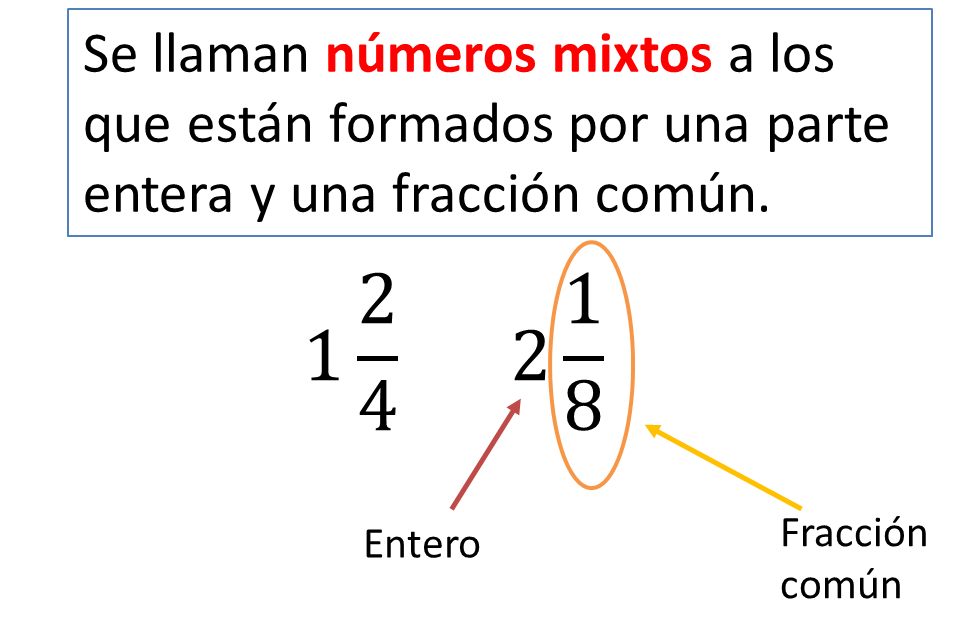 Se llaman números mixtos a los
que están formados por una parte
entera y una fracción común.
1 2/4 2 1/8
Entero
Fracción
común